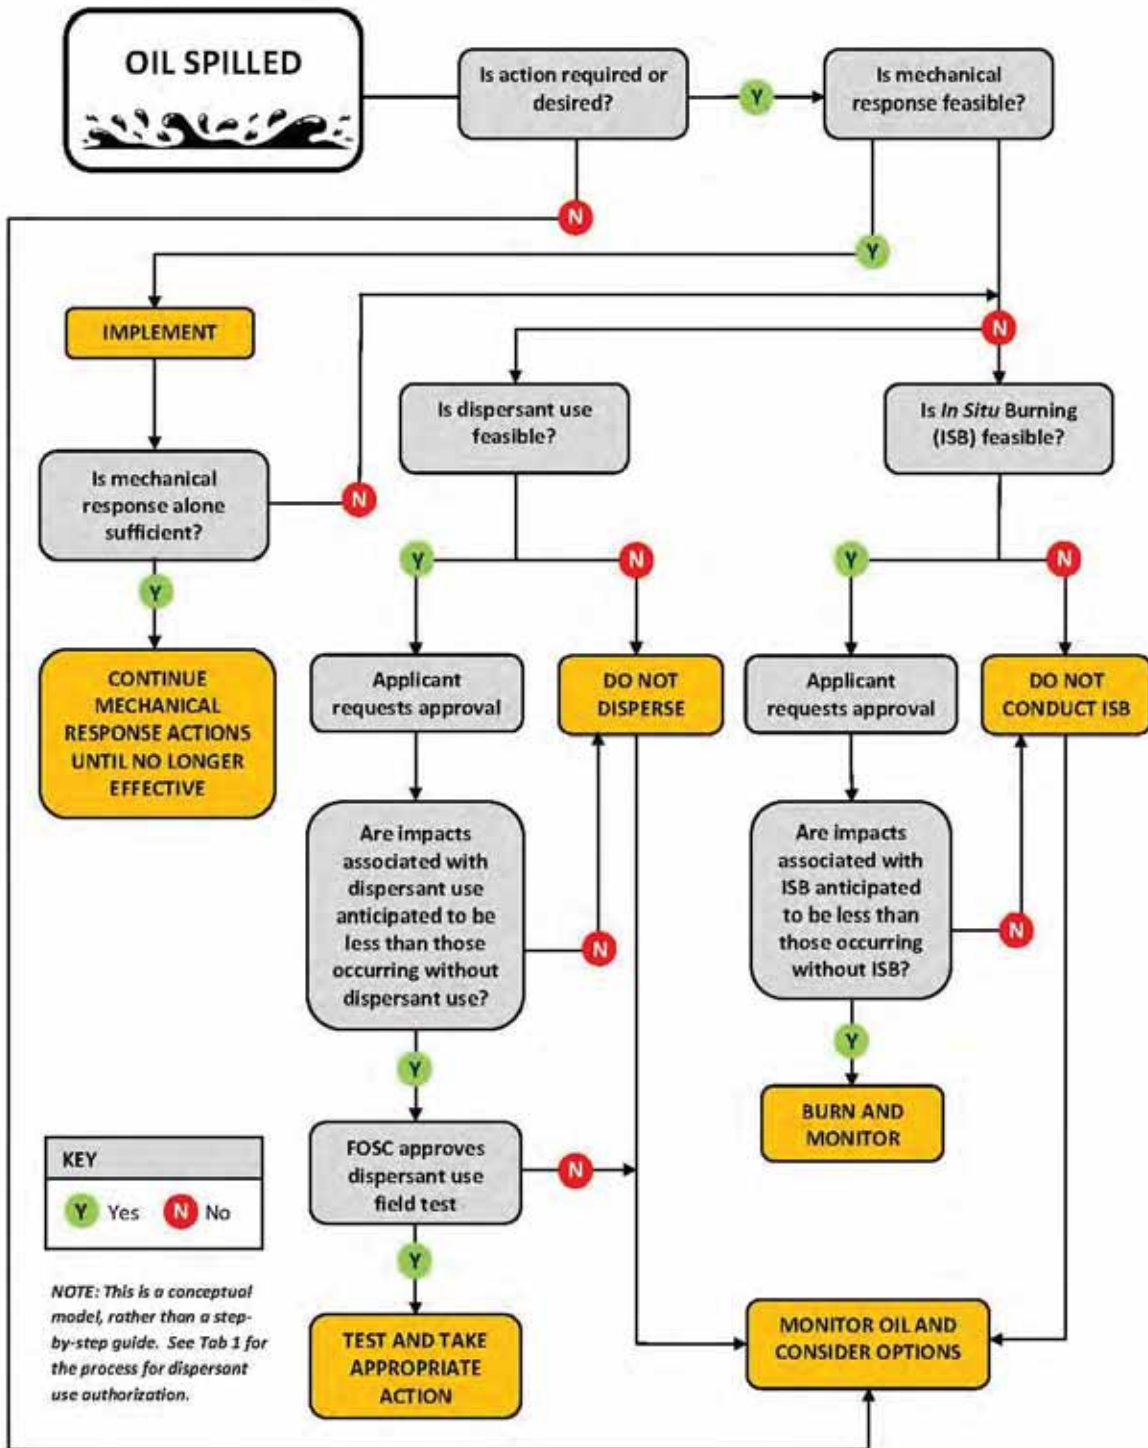 OIL SPILLED
Is action required or
desired?
Y
Is mechanical
response feasible?
N
Y
IMPLEMENT
N
Is dispersant use
feasible?
Is In Situ Burning
(ISB) feasible?
Is mechanical
response alone
sufficient?
N
Y
N
Y
N
Y
CONTINUE
MECHANICAL
RESPONSE ACTIONS
UNTIL NO LONGER
EFFECTIVE
Applicant
requests approval
DO NOT
DISPERSE
Applicant
requests approval
DO NOT
CONDUCT ISB
Are impacts
associated with
dispersant use
anticipated to be
less than those
occurring without
dispersant use?
N
Are impacts
associated with
ISB anticipated
to be less than
those occurring
without ISB?
N
Y
Y
BURN AND
MONITOR
FOSC approves
dispersant use
field test
N
Y
KEY
Y Yes N No
NOTE: This is a conceptual
model, rather than a step-
by-step guide. See Tab 1 for
the process for dispersant
use authorization.
TEST AND TAKE
APPROPRIATE
ACTION
MONITOR OIL AND
CONSIDER OPTIONS